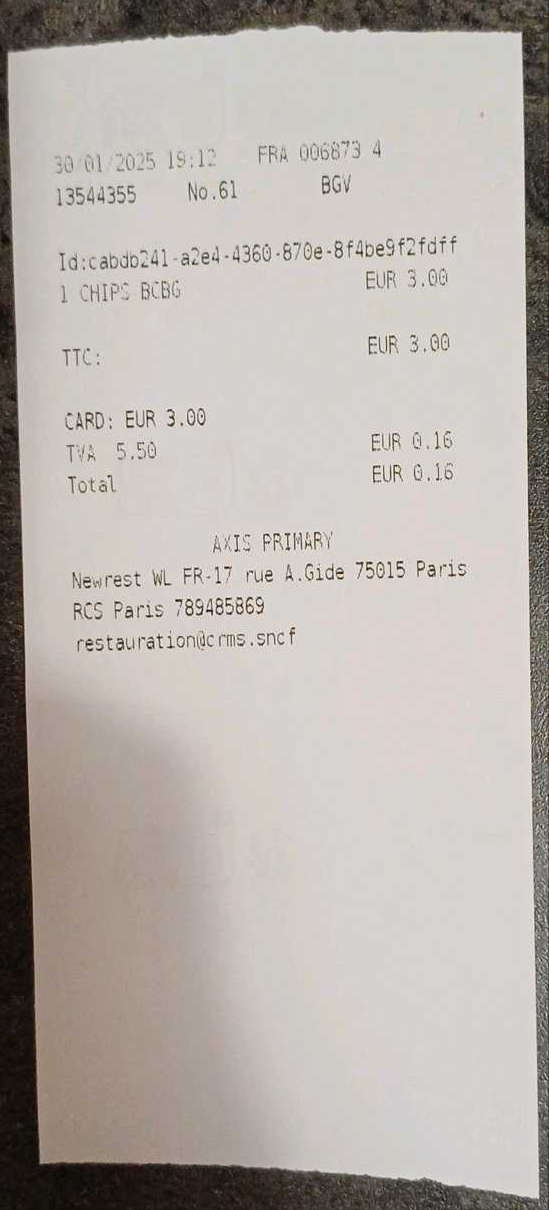 30/01/2025 19:12 FRA 006873 4
13544355 No.61 BGV
Id:cabdb241-a2e4-4360-870e-8f4be9f2fdff
1 CHIPS BCBG EUR 3.00
TTC: EUR 3.00
CARD: EUR 3.00
TVA 5.50 EUR 0.16
Total EUR 0.16
AXIS PRIMARY
Newrest WL FR-17 rue A.Gide 75015 Paris
RCS Paris 789485869
restauration@crms.sncf